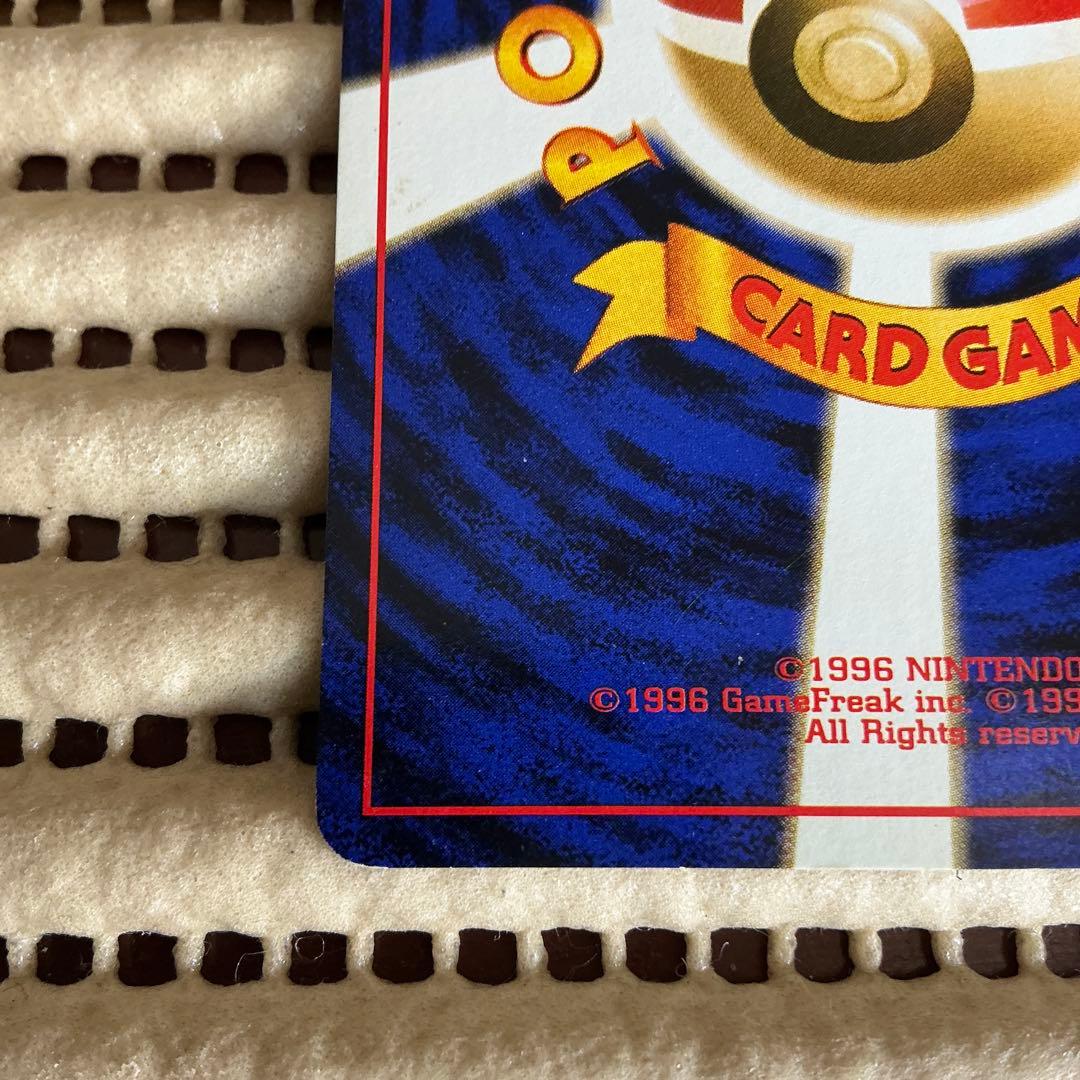 PO
CARD GAM
©1996 NINTENDO
©1996 GameFreak inc. ©199
All Rights reserv